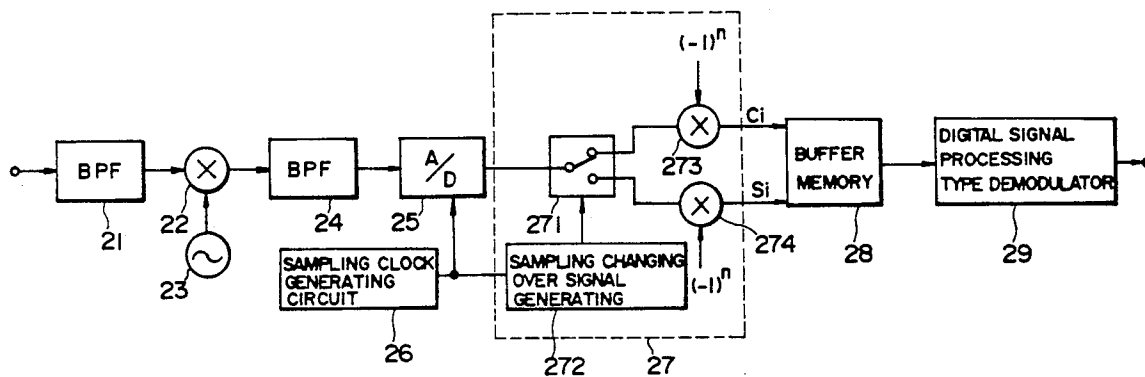 (-1)ⁿ
BPF
21
22
23
BPF
24
A/D
25
271
273
Ci
274
Si
(-1)ⁿ
BUFFER
MEMORY
28
DIGITAL SIGNAL
PROCESSING
TYPE DEMODULATOR
29
SAMPLING CLOCK
GENERATING
CIRCUIT
26
SAMPLING CHANGING
OVER SIGNAL
GENERATING
272
27